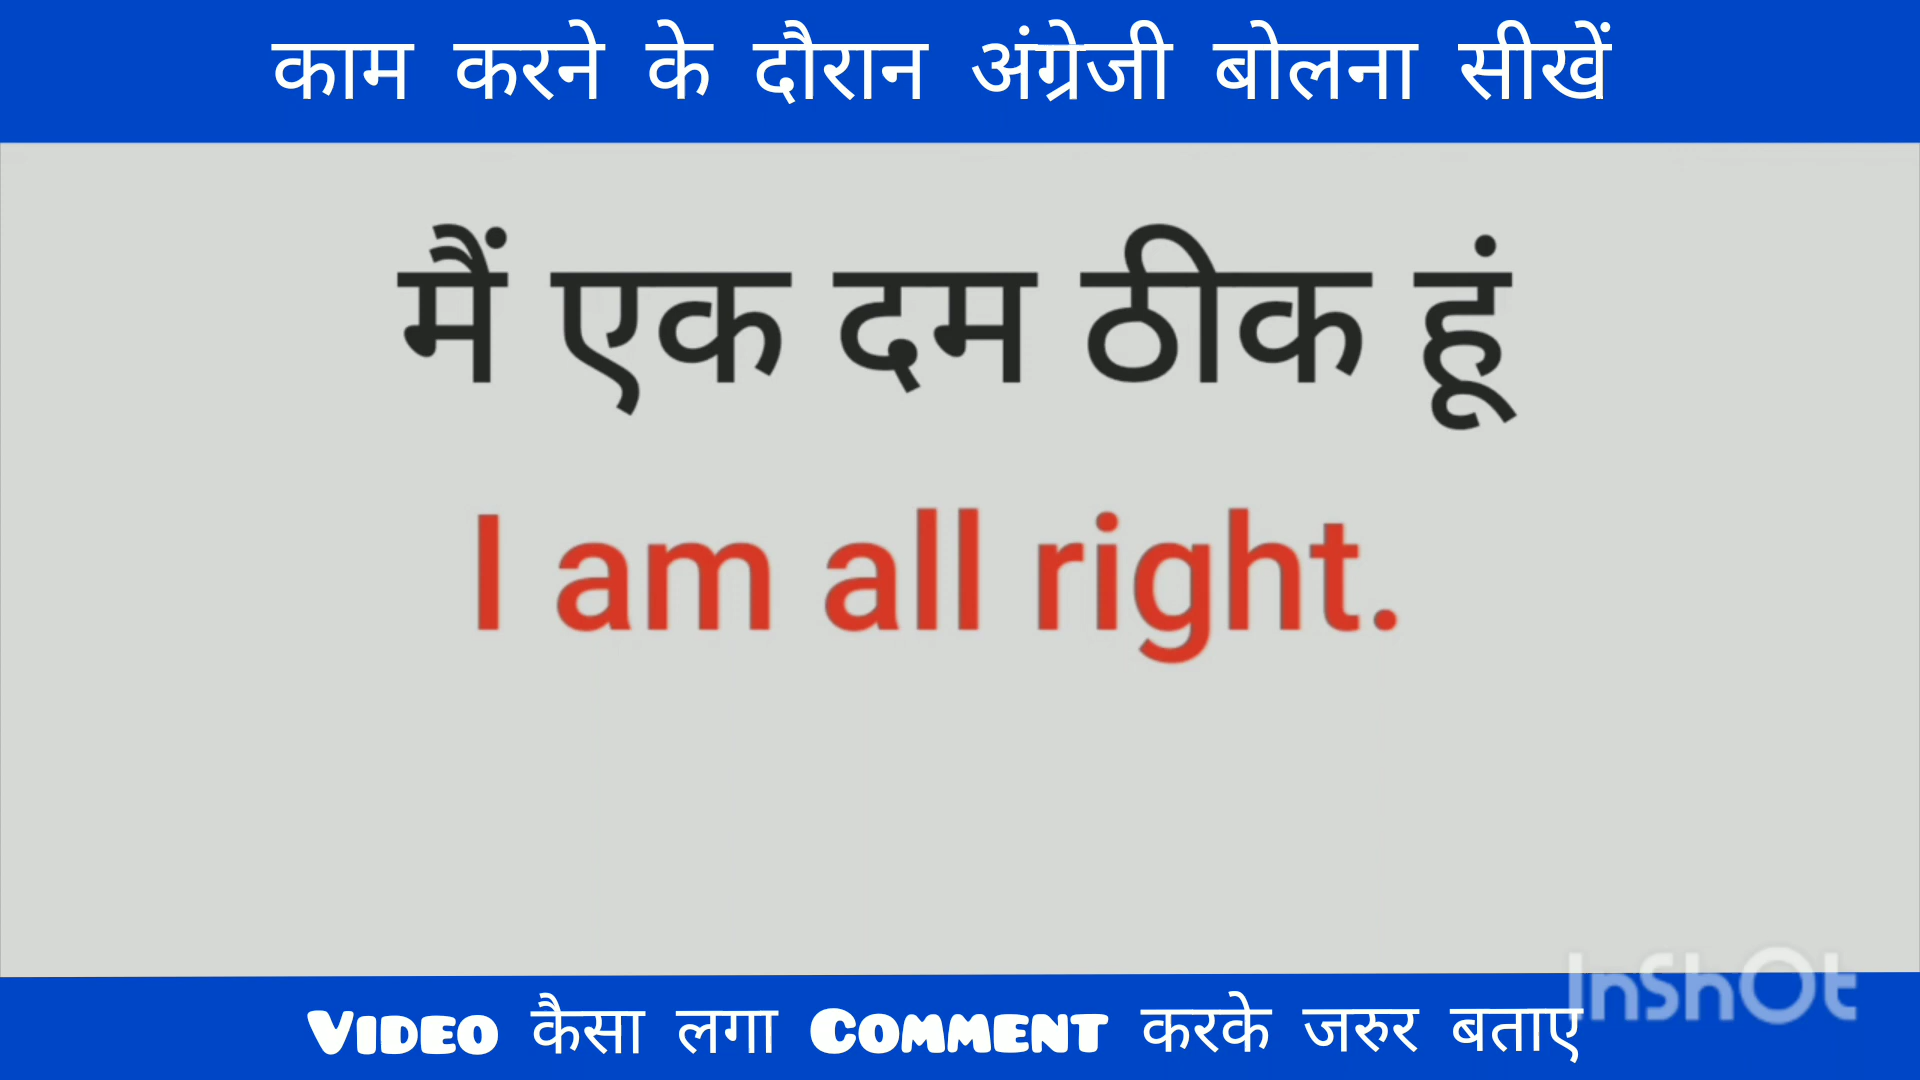 काम करने के दौरान अंग्रेजी बोलना सीखें
मैं एक दम ठीक हूं
I am all right.
InShOt
VIDEO कैसा लगा COMMENT करके जरुर बताए